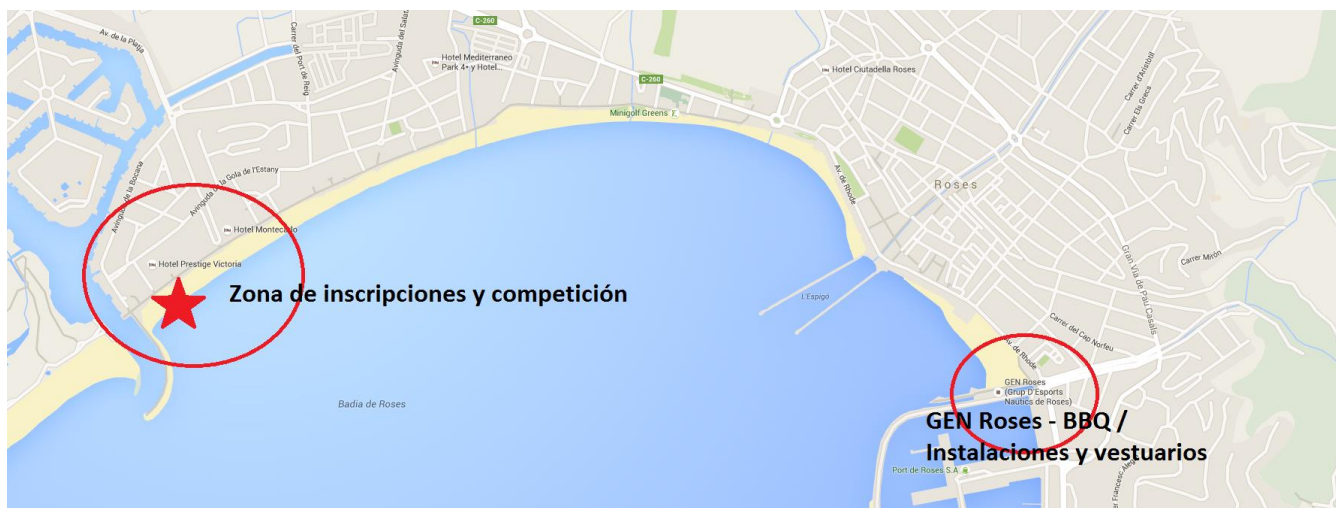 Av. de la Platja
Carrer del Port de Reig
Avinguda del Salatar
C-260
Hotel Mediterraneo
Park 4* y Hotel...
C-260
Hotel Ciutadella Roses
Carrer d'Aristòtil
Carrer Els Grecs
Minigolf Greens
Avinguda de la Bocana
Avinguda de la Gola de l'Estany
Av. de Rhode
Roses
Hotel Montecarlo
Hotel Prestige Victoria
Gran Via de Pau Casals
Carrer Miró
Zona de inscripciones y competición
L'Espigó
Carrer del Cap Norfeu
Av. de Rhode
Badia de Roses
GEN Roses
(Grup D'Esports
Nàutics de Roses)
GEN Roses - BBQ /
Instalaciones y vestuarios
Port de Roses S.A